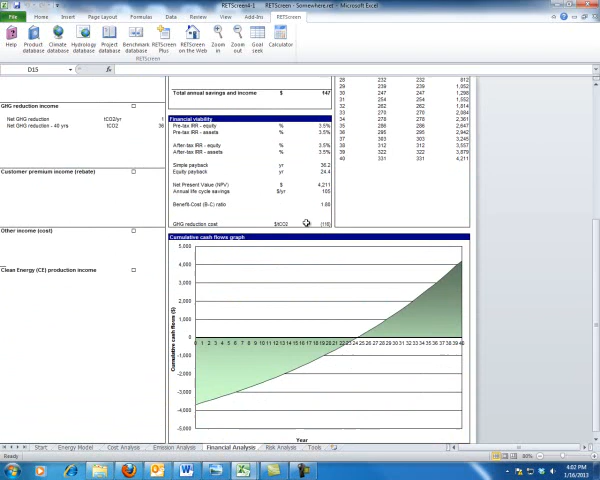 RETScreen4-1 RETScreen - Somewhere.ret - Microsoft Excel
File Home Insert Page Layout Formulas Data Review View Add-Ins RETScreen
Help Product database Climate database Hydrology database Project database Benchmark database RETScreen Plus RETScreen on the Web Zoom in Zoom out Goal seek Calculator
RETScreen
D15 fx
Total annual savings and income $ 147
GHG reduction income
Net GHG reduction tCO2/yr 1
Net GHG reduction - 40 yrs tCO2 36
Customer premium income (rebate)
Other income (cost)
Clean Energy (CE) production income
Financial viability
Pre-tax IRR - equity % 3.5%
Pre-tax IRR - assets % 3.5%
After-tax IRR - equity % 3.5%
After-tax IRR - assets % 3.5%
Simple payback yr 36.2
Equity payback yr 24.4
Net Present Value (NPV) $ 4,211
Annual life cycle savings $/yr 105
Benefit-Cost (B-C) ratio
GHG reduction cost $/tCO2 (116)
28 232 232 812
29 239 239 1,052
30 247 247 1,298
31 254 254
32 262 262 1,814
33 270 270 2,084
34 278 278 2,361
35 286 286 2,647
36 295 295 2,942
37 303 303 3,245
38 312 312 3,557
39 322 322 3,879
40 331 331 4,211
Cumulative cash flows graph
5,000
4,000
3,000
2,000
1,000
0
0 1 2 3 4 5 6 7 8 9 10 11 12 13 14 15 16 17 18 19 20 21 22 23 24 25 26 27 28 29 30 31 32 33 34 35 36 37 38 39 40
-1,000
-2,000
-3,000
-4,000
-5,000
Cumulative cash flows ($)
Year
Start Energy Model Cost Analysis Emission Analysis Financial Analysis Risk Analysis Tools
Ready 80%
4:02 PM
1/16/2013